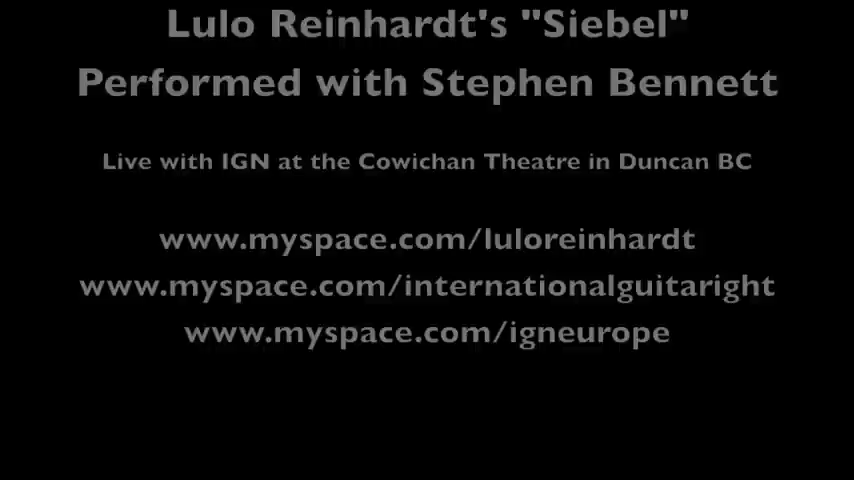 Lulo Reinhardt's "Siebel"
Performed with Stephen Bennett
Live with IGN at the Cowichan Theatre in Duncan BC
www.myspace.com/luloreinhardt
www.myspace.com/internationalguitaright
www.myspace.com/igneurope